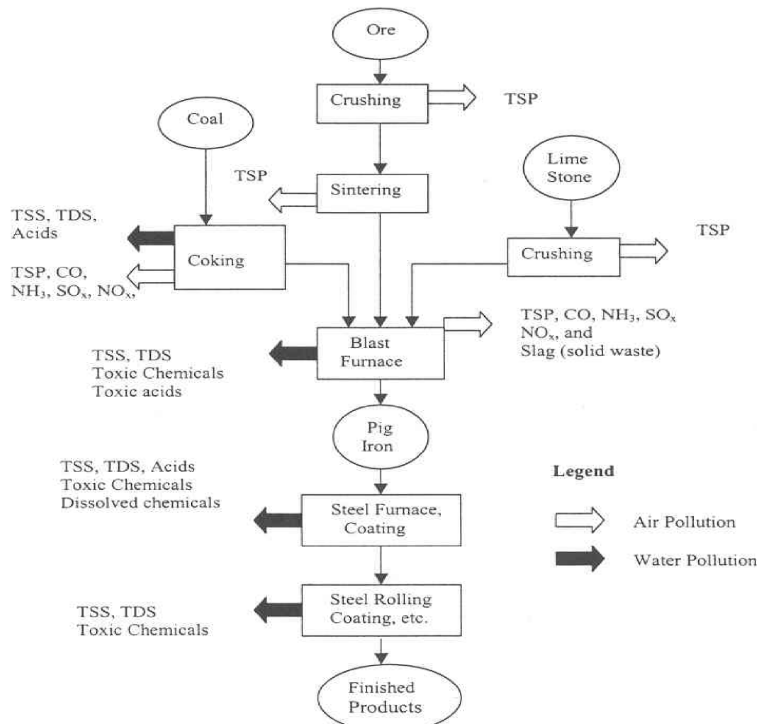 Ore
Crushing
TSP
Coal
Lime
Stone
TSP
Sintering
TSS, TDS,
Acids
Coking
Crushing
TSP
TSP, CO,
NH₃, SOₓ, NOₓ,
TSP, CO, NH₃, SOₓ
NOₓ, and
Slag (solid waste)
Blast
Furnace
TSS, TDS
Toxic Chemicals
Toxic acids
Pig
Iron
TSS, TDS, Acids
Toxic Chemicals
Dissolved chemicals
Legend
Steel Furnace,
Coating
Air Pollution
Water Pollution
TSS, TDS
Toxic Chemicals
Steel Rolling
Coating, etc.
Finished
Products